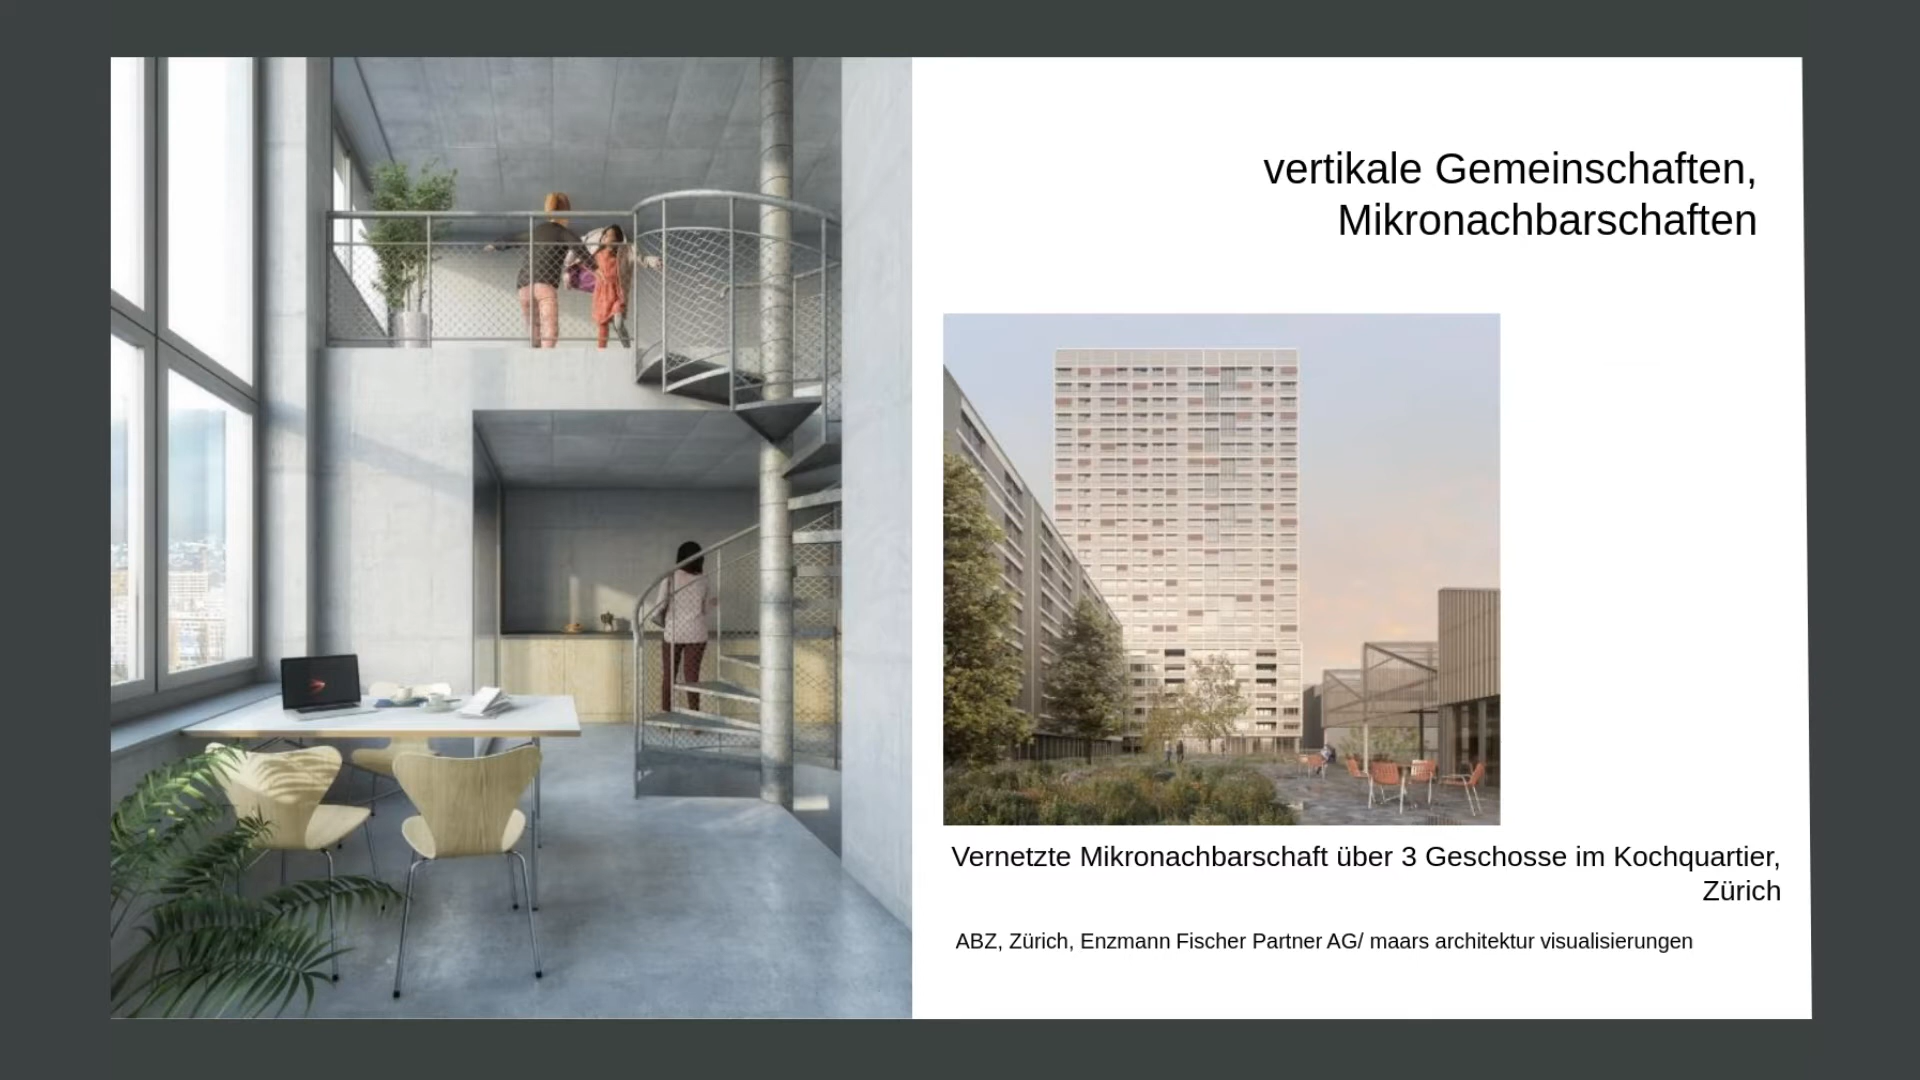 vertikale Gemeinschaften,
Mikronachbarschaften
Vernetzte Mikronachbarschaft über 3 Geschosse im Kochquartier,
Zürich
ABZ, Zürich, Enzmann Fischer Partner AG/ maars architektur visualisierungen